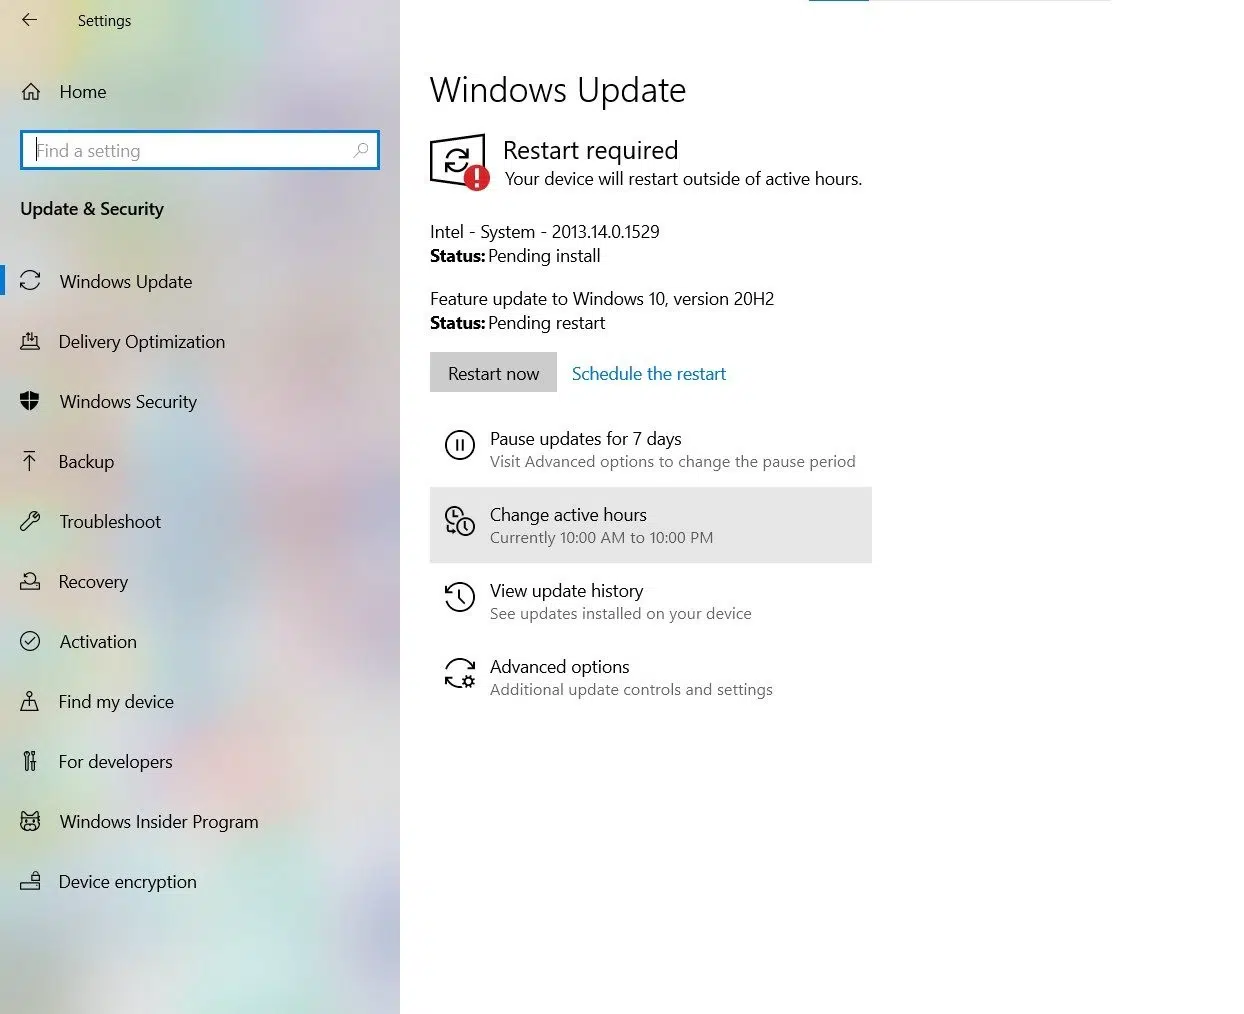 Settings
Home
Find a setting
Update & Security
Windows Update
Delivery Optimization
Windows Security
Backup
Troubleshoot
Recovery
Activation
Find my device
For developers
Windows Insider Program
Device encryption
Windows Update
Restart required
Your device will restart outside of active hours.
Intel - System - 2013.14.0.1529
Status: Pending install
Feature update to Windows 10, version 20H2
Status: Pending restart
Restart now Schedule the restart
Pause updates for 7 days
Visit Advanced options to change the pause period
Change active hours
Currently 10:00 AM to 10:00 PM
View update history
See updates installed on your device
Advanced options
Additional update controls and settings